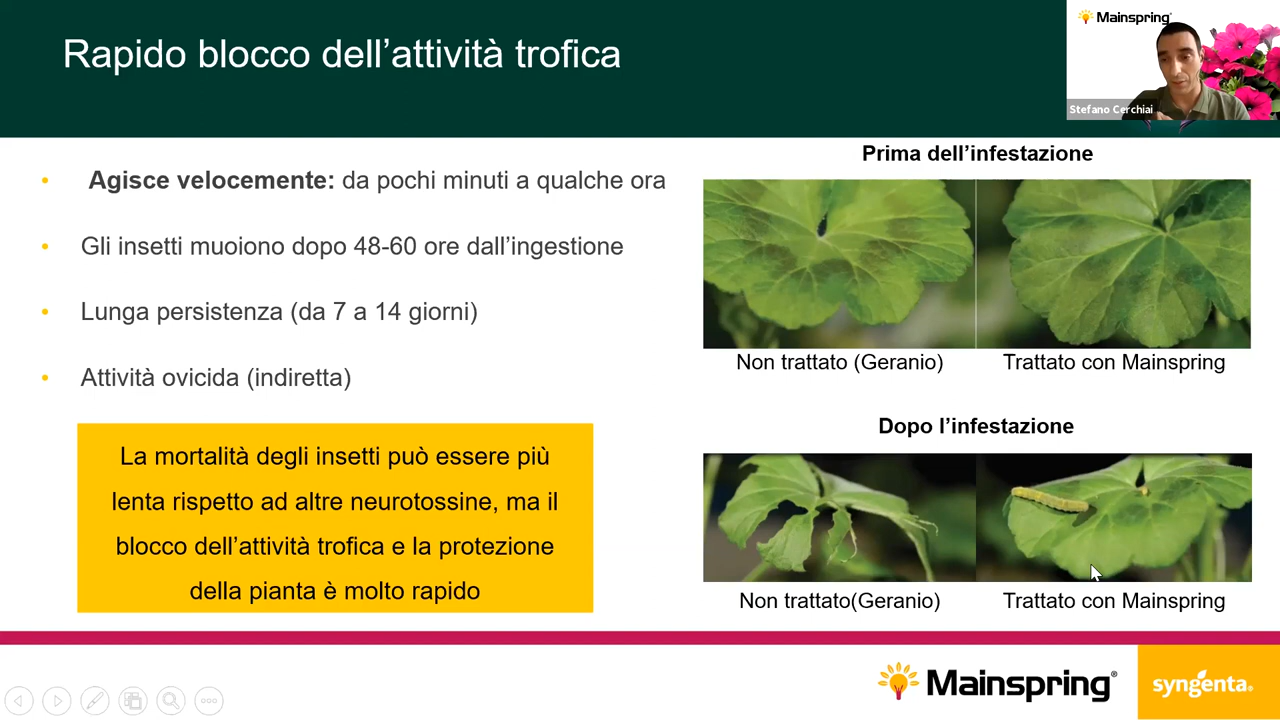 Rapido blocco dell’attività trofica
Mainspring®
Stefano Cerchiai
• Agisce velocemente: da pochi minuti a qualche ora
• Gli insetti muoiono dopo 48-60 ore dall’ingestione
• Lunga persistenza (da 7 a 14 giorni)
• Attività ovicida (indiretta)
La mortalità degli insetti può essere più
lenta rispetto ad altre neurotossine, ma il
blocco dell’attività trofica e la protezione
della pianta è molto rapido
Prima dell’infestazione
Non trattato (Geranio)
Trattato con Mainspring
Dopo l’infestazione
Non trattato(Geranio)
Trattato con Mainspring
Mainspring®
syngenta®